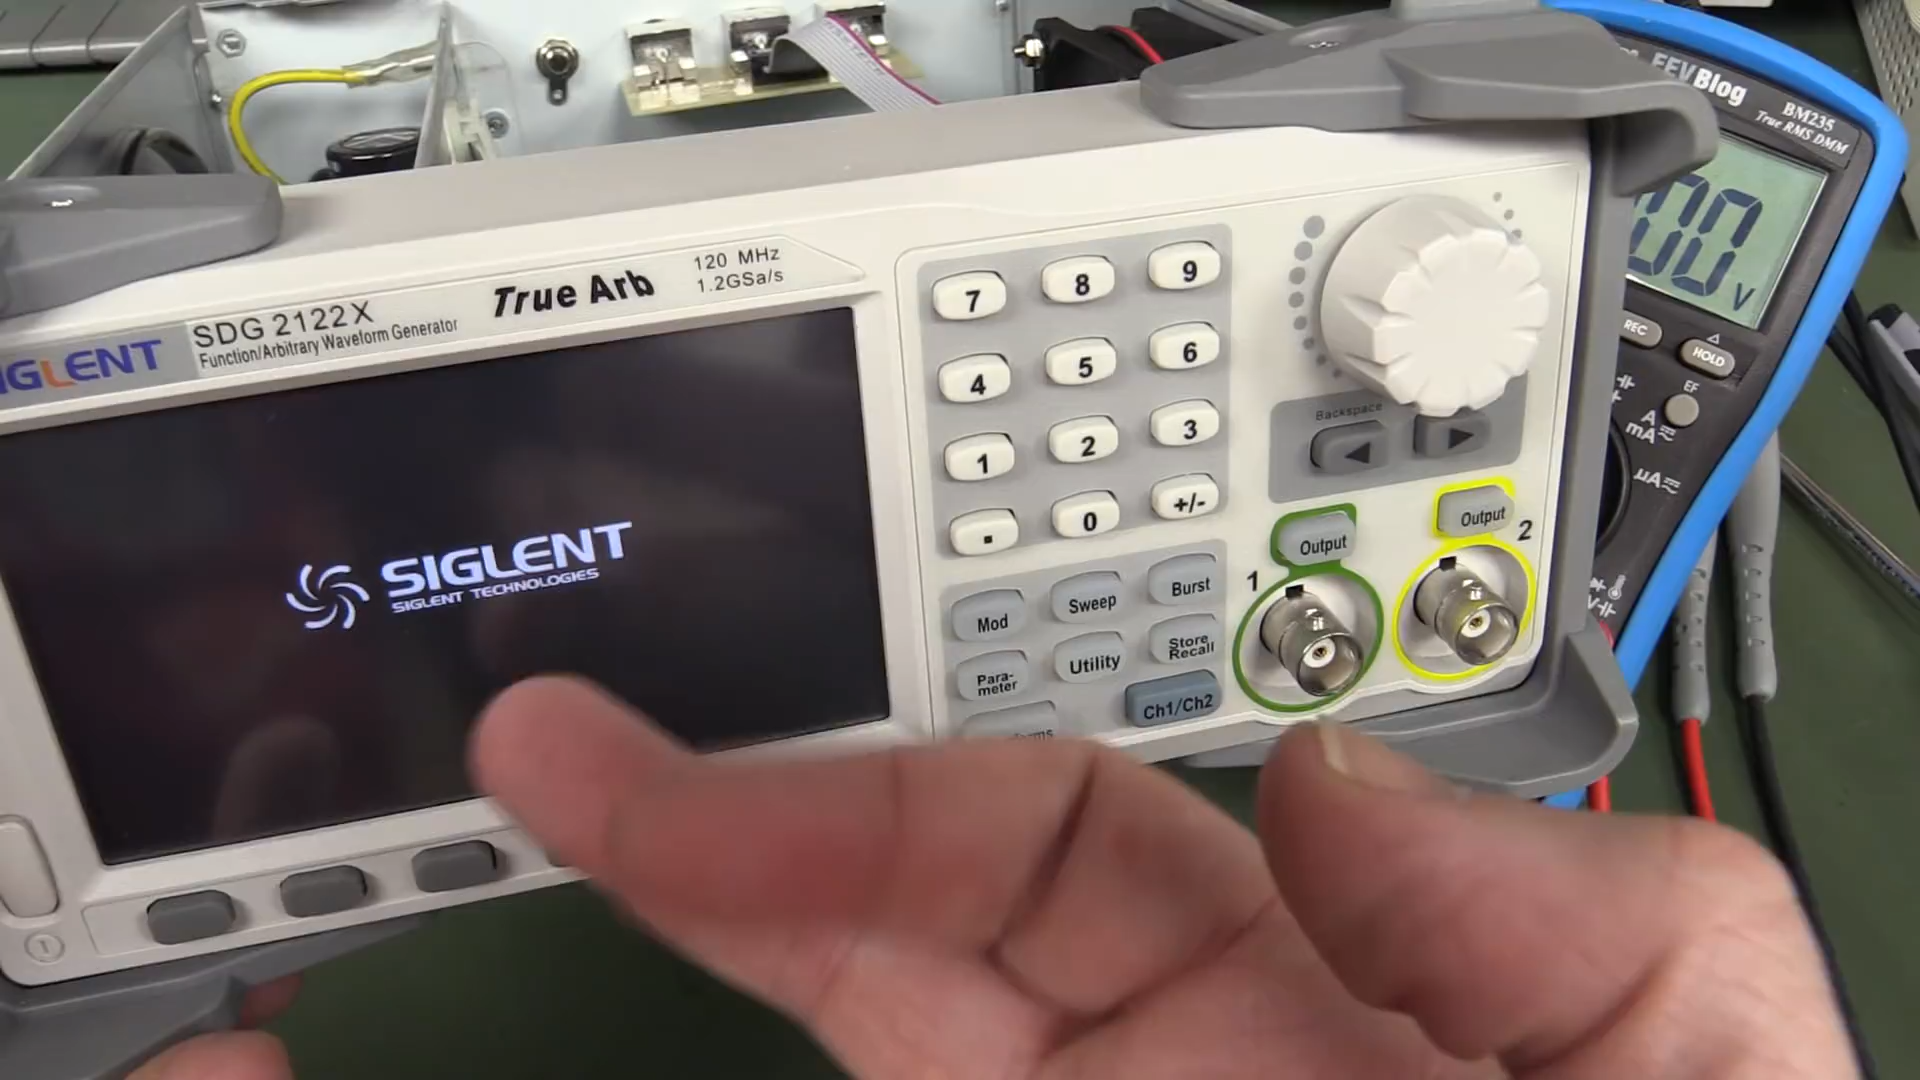 SIGLENT
SDG 2122X
Function/Arbitrary Waveform Generator
True Arb
120 MHz
1.2GSa/s
SIGLENT
SIGLENT TECHNOLOGIES
7
8
9
4
5
6
1
2
3
.
0
+/-
Mod
Sweep
Burst
Para-
meter
Utility
Store
Recall
Ch1/Ch2
Backspace
Output
1
Output
2
EEVBlog
BM235
True RMS DMM
00
V
REC
HOLD
EF
A
mA
µA